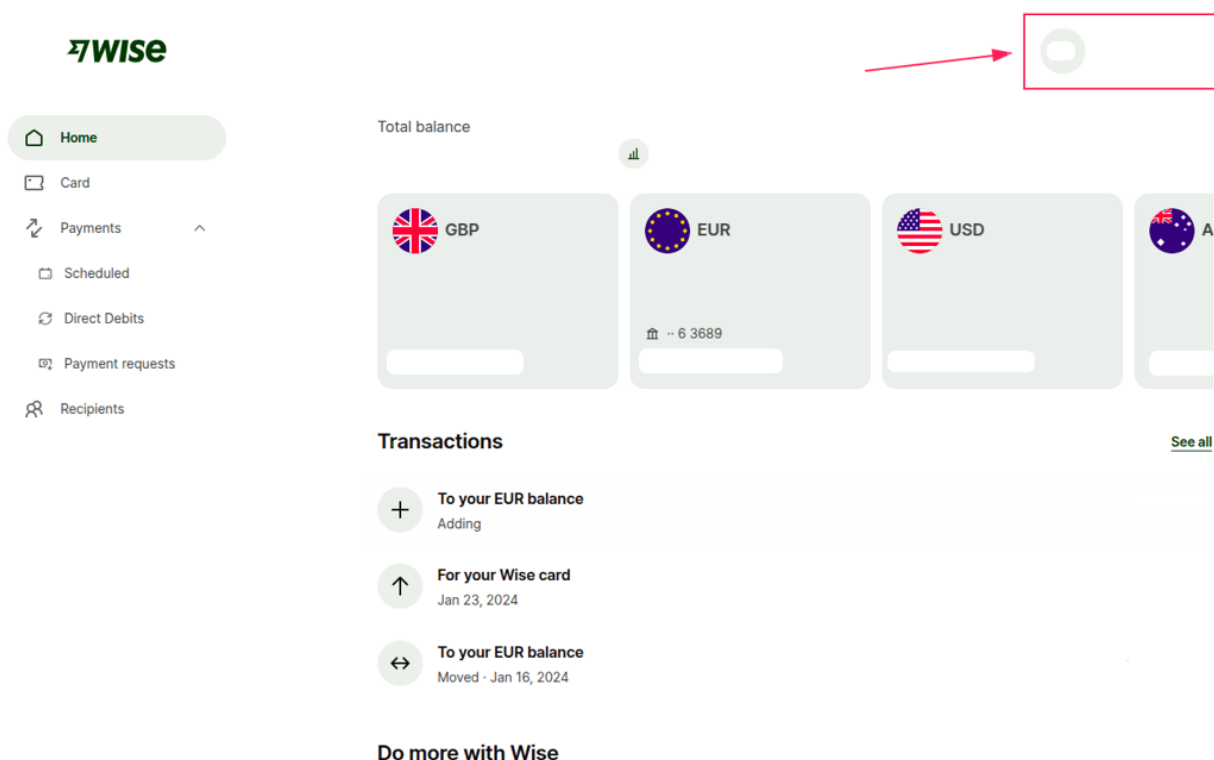 WISE
Home
Card
Payments
Scheduled
Direct Debits
Payment requests
Recipients
Total balance
GBP
EUR
·· 6 3689
USD
A
Transactions
See all
To your EUR balance
Adding
For your Wise card
Jan 23, 2024
To your EUR balance
Moved · Jan 16, 2024
Do more with Wise